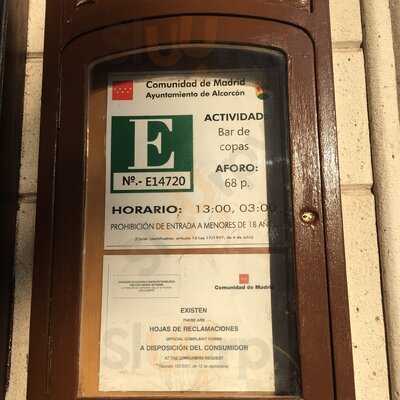 Comunidad de Madrid
Ayuntamiento de Alcorcón
E
Nº.- E14720
ACTIVIDAD
Bar de
copas
AFORO:
68 p.
HORARIO: 13:00, 03:00
PROHIBICIÓN DE ENTRADA A MENORES DE 18 AÑOS
Comunidad de Madrid
EXISTEN
THERE ARE
HOJAS DE RECLAMACIONES
OFFICIAL COMPLAINT FORMS
A DISPOSICIÓN DEL CONSUMIDOR
AT THE CONSUMERS REQUEST